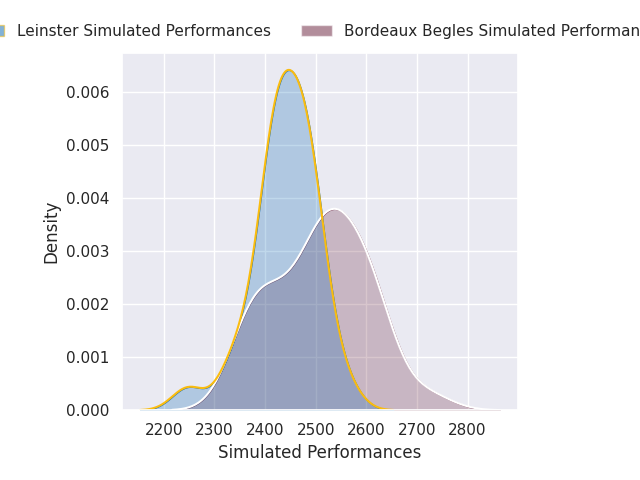 Leinster Simulated Performances Bordeaux Begles Simulated Performan
0.006
0.005
0.004
0.003
0.002
0.001
0.000
Density
2200 2300 2400 2500 2600 2700 2800
Simulated Performances